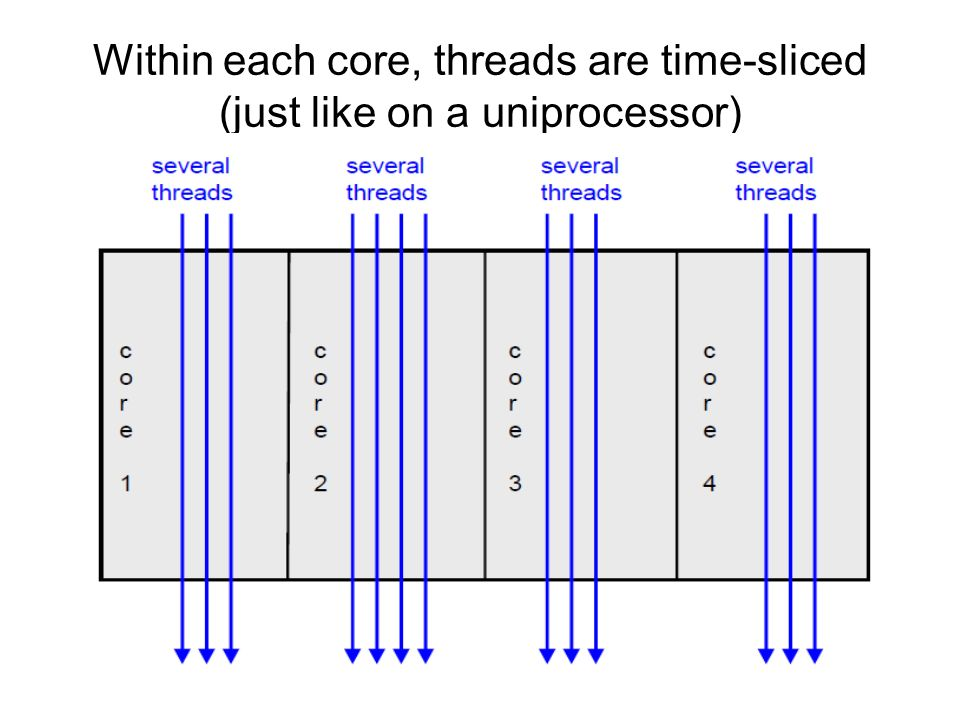 Within each core, threads are time-sliced
(just like on a uniprocessor)
several several several several
threads threads threads threads
c c c c
o o o o
r r r r
e e e e
1 2 3 4